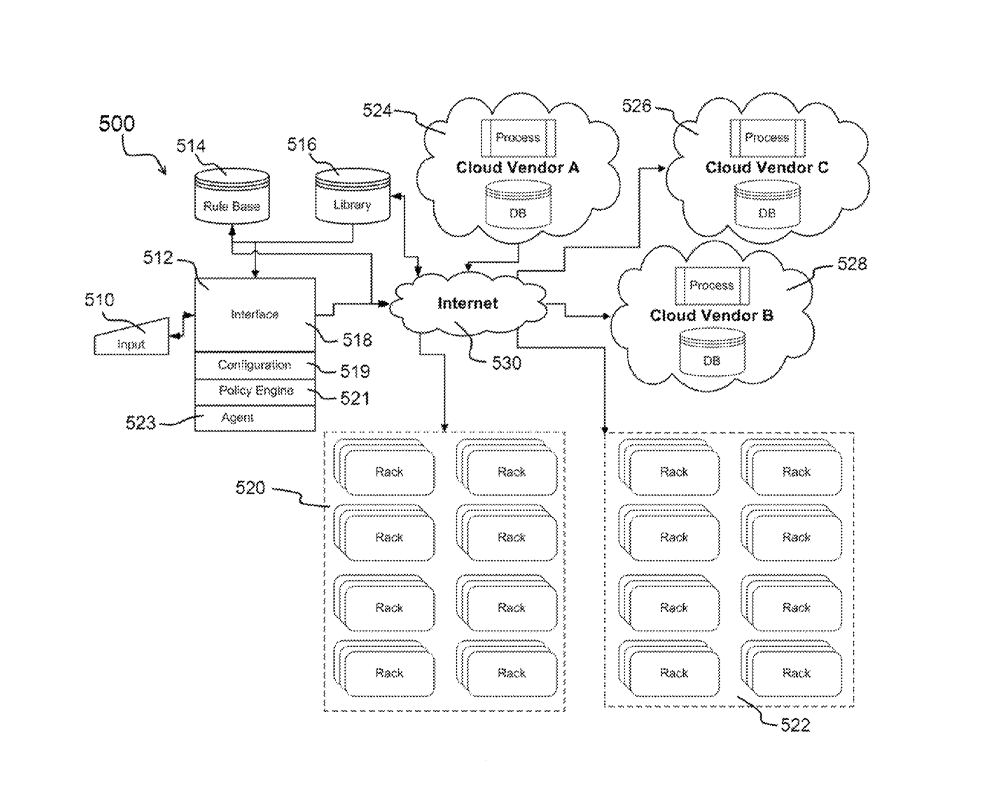 500
514
Rule Base
516
Library
524
Process
Cloud Vendor A
DB
526
Process
Cloud Vendor C
DB
528
Process
Cloud Vendor B
DB
510
Input
512
Interface
518
Configuration
519
Policy Engine
521
523
Agent
Internet
530
520
Rack Rack
Rack Rack
Rack Rack
Rack Rack
Rack Rack
Rack Rack
Rack Rack
Rack Rack
522